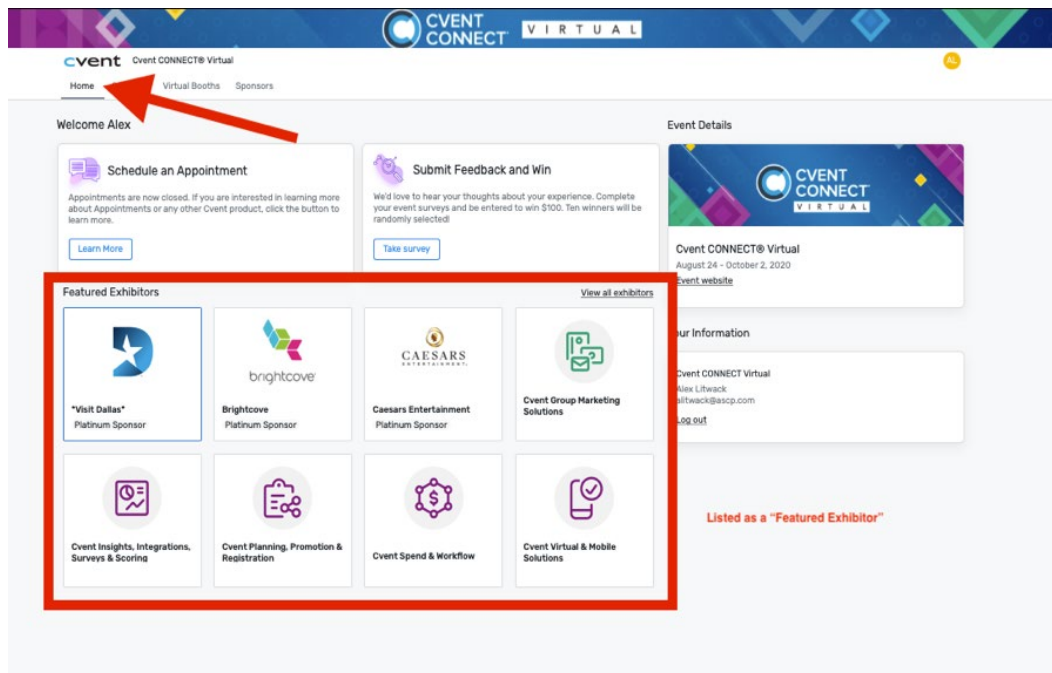 CVENT
CONNECT
VIRTUAL
cvent Cvent CONNECT® Virtual
AL
Home
Virtual Booths
Sponsors
Welcome Alex
Schedule an Appointment
Appointments are now closed. If you are interested in learning more
about Appointments or any other Cvent product, click the button to
learn more.
Learn More
Submit Feedback and Win
We'd love to hear your thoughts about your experience. Complete
your event surveys and be entered to win $100. Ten winners will be
randomly selected!
Take survey
Event Details
CVENT
CONNECT
VIRTUAL
Cvent CONNECT® Virtual
August 24 - October 2, 2020
Event website
Featured Exhibitors
View all exhibitors
*Visit Dallas*
Platinum Sponsor
brightcove
Brightcove
Platinum Sponsor
CAESARS
ENTERTAINMENT.
Caesars Entertainment
Platinum Sponsor
Cvent Group Marketing
Solutions
Cvent Insights, Integrations,
Surveys & Scoring
Cvent Planning, Promotion &
Registration
Cvent Spend & Workflow
Cvent Virtual & Mobile
Solutions
our Information
Cvent CONNECT Virtual
Alex Litwack
alitwack@ascp.com
Log out
Listed as a "Featured Exhibitor"